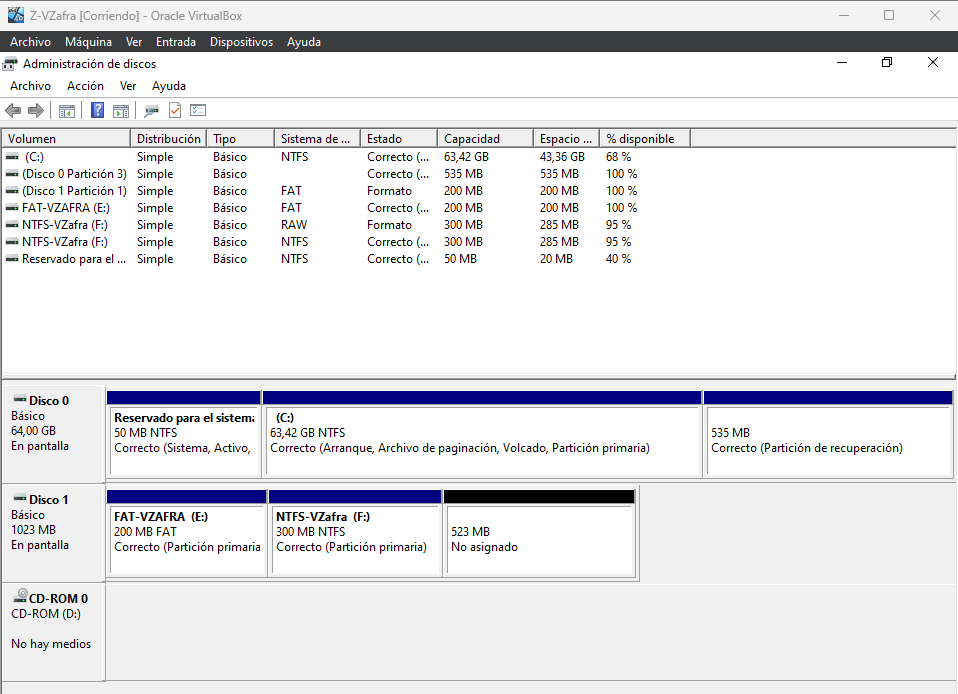 Z-VZafra [Corriendo] - Oracle VirtualBox
Archivo Máquina Ver Entrada Dispositivos Ayuda
Administración de discos
Archivo Acción Ver Ayuda
Volumen Distribución Tipo Sistema de ... Estado Capacidad Espacio ... % disponible
(C:) Simple Básico NTFS Correcto (... 63,42 GB 43,36 GB 68 %
(Disco 0 Partición 3) Simple Básico Correcto (... 535 MB 535 MB 100 %
(Disco 1 Partición 1) Simple Básico FAT Formato 200 MB 200 MB 100 %
FAT-VZAFRA (E:) Simple Básico FAT Correcto (... 200 MB 200 MB 100 %
NTFS-VZafra (F:) Simple Básico RAW Formato 300 MB 285 MB 95 %
NTFS-VZafra (F:) Simple Básico NTFS Correcto (... 300 MB 285 MB 95 %
Reservado para el ... Simple Básico NTFS Correcto (... 50 MB 20 MB 40 %
Disco 0
Básico
64,00 GB
En pantalla
Reservado para el sistema
50 MB NTFS
Correcto (Sistema, Activo,
(C:)
63,42 GB NTFS
Correcto (Arranque, Archivo de paginación, Volcado, Partición primaria)
535 MB
Correcto (Partición de recuperación)
Disco 1
Básico
1023 MB
En pantalla
FAT-VZAFRA (E:)
200 MB FAT
Correcto (Partición primaria
NTFS-VZafra (F:)
300 MB NTFS
Correcto (Partición primaria)
523 MB
No asignado
CD-ROM 0
CD-ROM (D:)
No hay medios